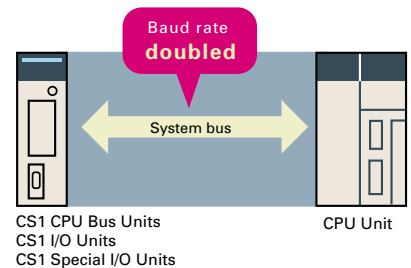 Baud rate
doubled
System bus
CS1 CPU Bus Units
CS1 I/O Units
CS1 Special I/O Units
CPU Unit